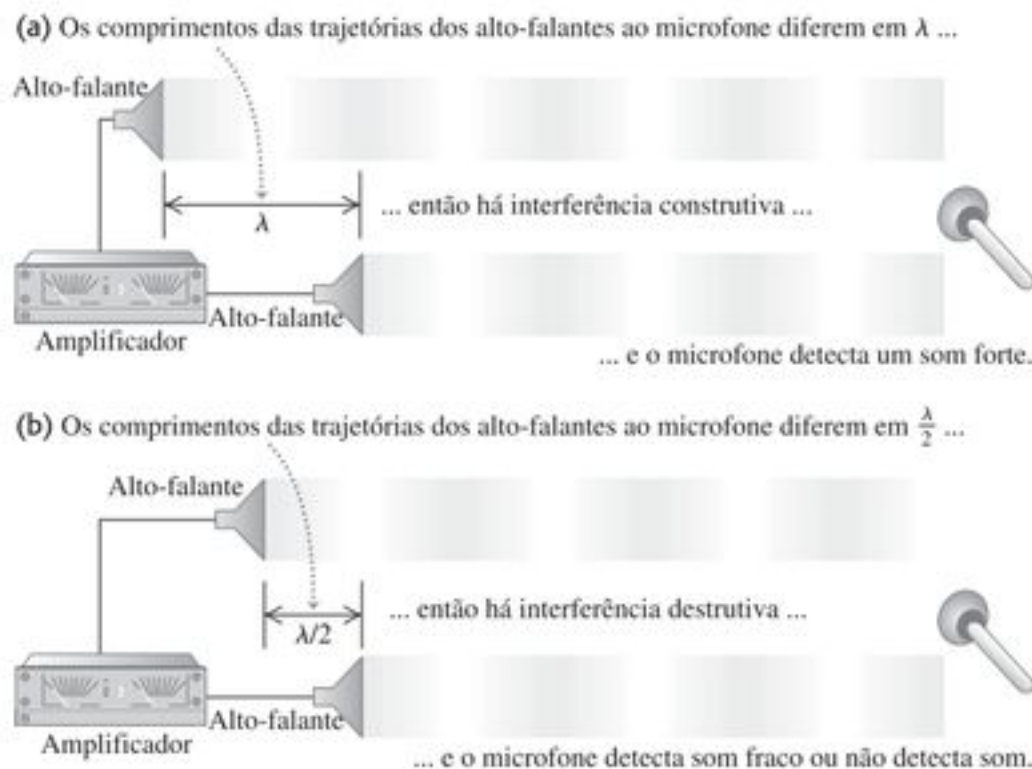 (a) Os comprimentos das trajetórias dos alto-falantes ao microfone diferem em λ ...
Alto-falante
... então há interferência construtiva ...
λ
Alto-falante
Amplificador
... e o microfone detecta um som forte.
(b) Os comprimentos das trajetórias dos alto-falantes ao microfone diferem em λ/2 ...
Alto-falante
... então há interferência destrutiva ...
λ/2
Alto-falante
Amplificador
... e o microfone detecta som fraco ou não detecta som.